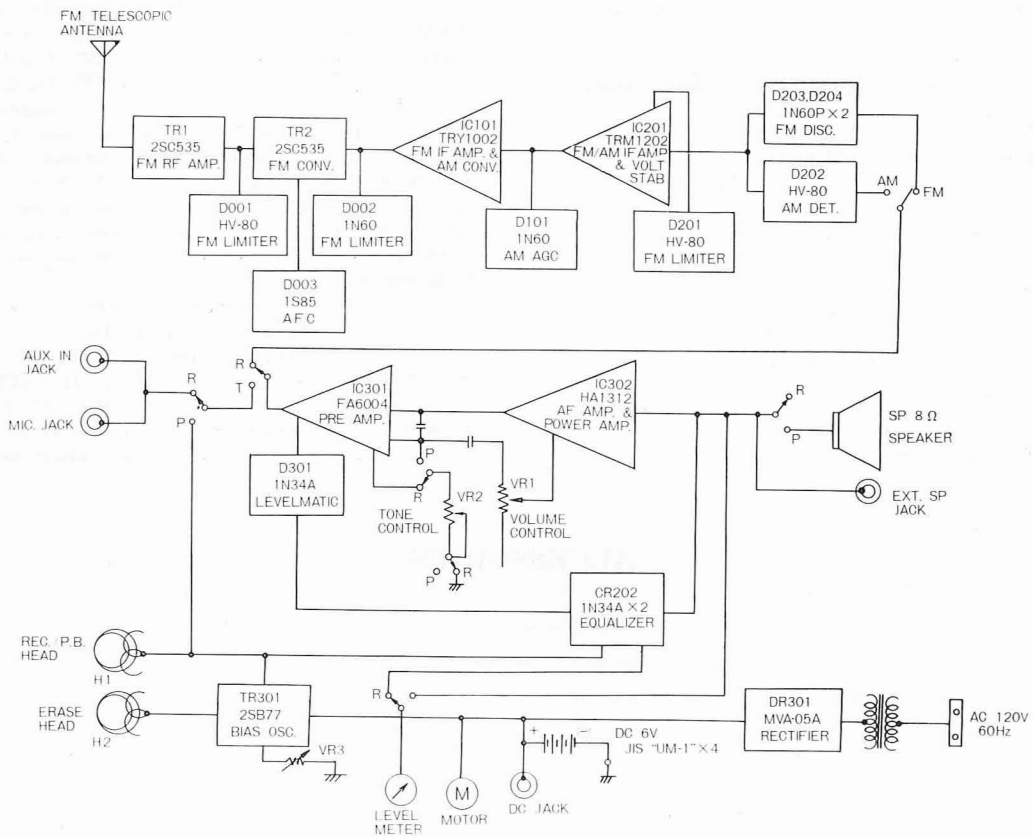 FM TELESCOPIC
ANTENNA
TR1
2SC535
FM RF AMP.
TR2
2SC535
FM CONV.
IC101
TRY1002
FM IF AMP. &
AM CONV.
IC201
TRM1202
FM/AM IF AMP
& VOLT
STAB
D203,D204
1N60P×2
FM DISC.
D202
HV-80
AM DET.
AM
FM
D001
HV-80
FM LIMITER
D002
1N60
FM LIMITER
D101
1N60
AM AGC
D201
HV-80
FM LIMITER
D003
1S85
A F C
AUX. IN
JACK
MIC. JACK
R
P
R
T
IC301
FA6004
PRE AMP.
IC302
HA1312
AF AMP. &
POWER AMP.
R
P
SP 8 Ω
SPEAKER
EXT. SP
JACK
D301
1N34A
LEVELMATIC
P
R
TONE
CONTROL
VR2
VR1
VOLUME
CONTROL
P
R
CR202
1N34A×2
EQUALIZER
REC./P.B.
HEAD
H1
ERASE
HEAD
H2
TR301
2SB77
BIAS OSC.
VR3
R
LEVEL
METER
M
MOTOR
+
−
DC 6V
JIS "UM-1"×4
DC JACK
DR301
MVA-05A
RECTIFIER
AC 120V
60Hz